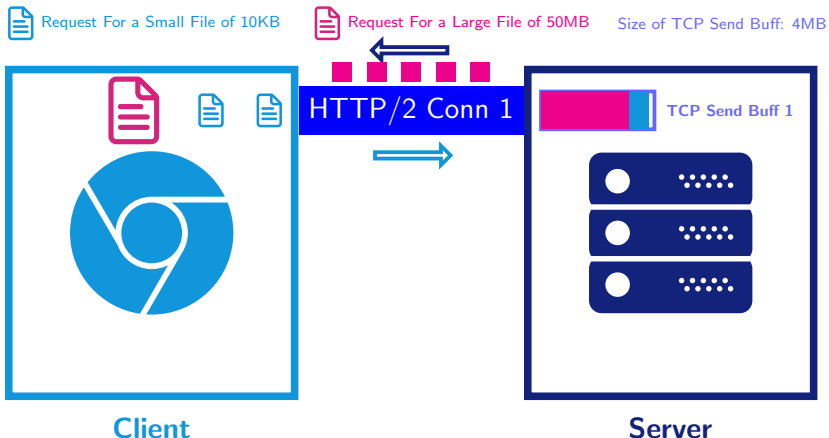 Request For a Small File of 10KB
Request For a Large File of 50MB
Size of TCP Send Buff: 4MB
HTTP/2 Conn 1
TCP Send Buff 1
Client
Server